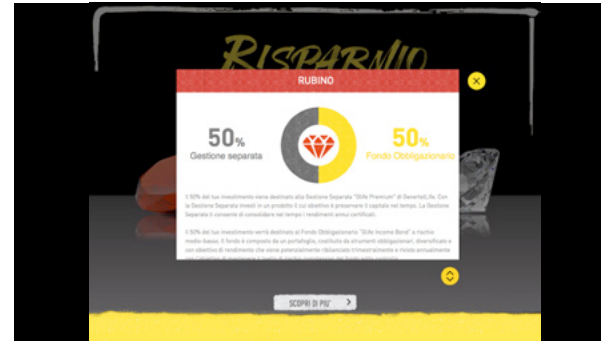 RISPARMIO
RUBINO
50%
Gestione separata
50%
Fondo Obbligazionario
Il 50% del tuo investimento viene destinato alla Gestione Separata "GLife Premium" di GenertelLife. Con
la Gestione Separata investi in un prodotto il cui obiettivo è preservare il capitale nel tempo. La Gestione
Separata ti consente di consolidare nel tempo i rendimenti annui certificati.
Il 50% del tuo investimento verrà destinato al Fondo Obbligazionario "Glife Income Bond" a rischio
medio-basso. Il fondo è composto da un portafoglio, costituito da strumenti obbligazionari, diversificato e
con obiettivo di rendimento che viene potenzialmente ribilanciato trimestralmente e rivisto annualmente
SCOPRI DI PIU'